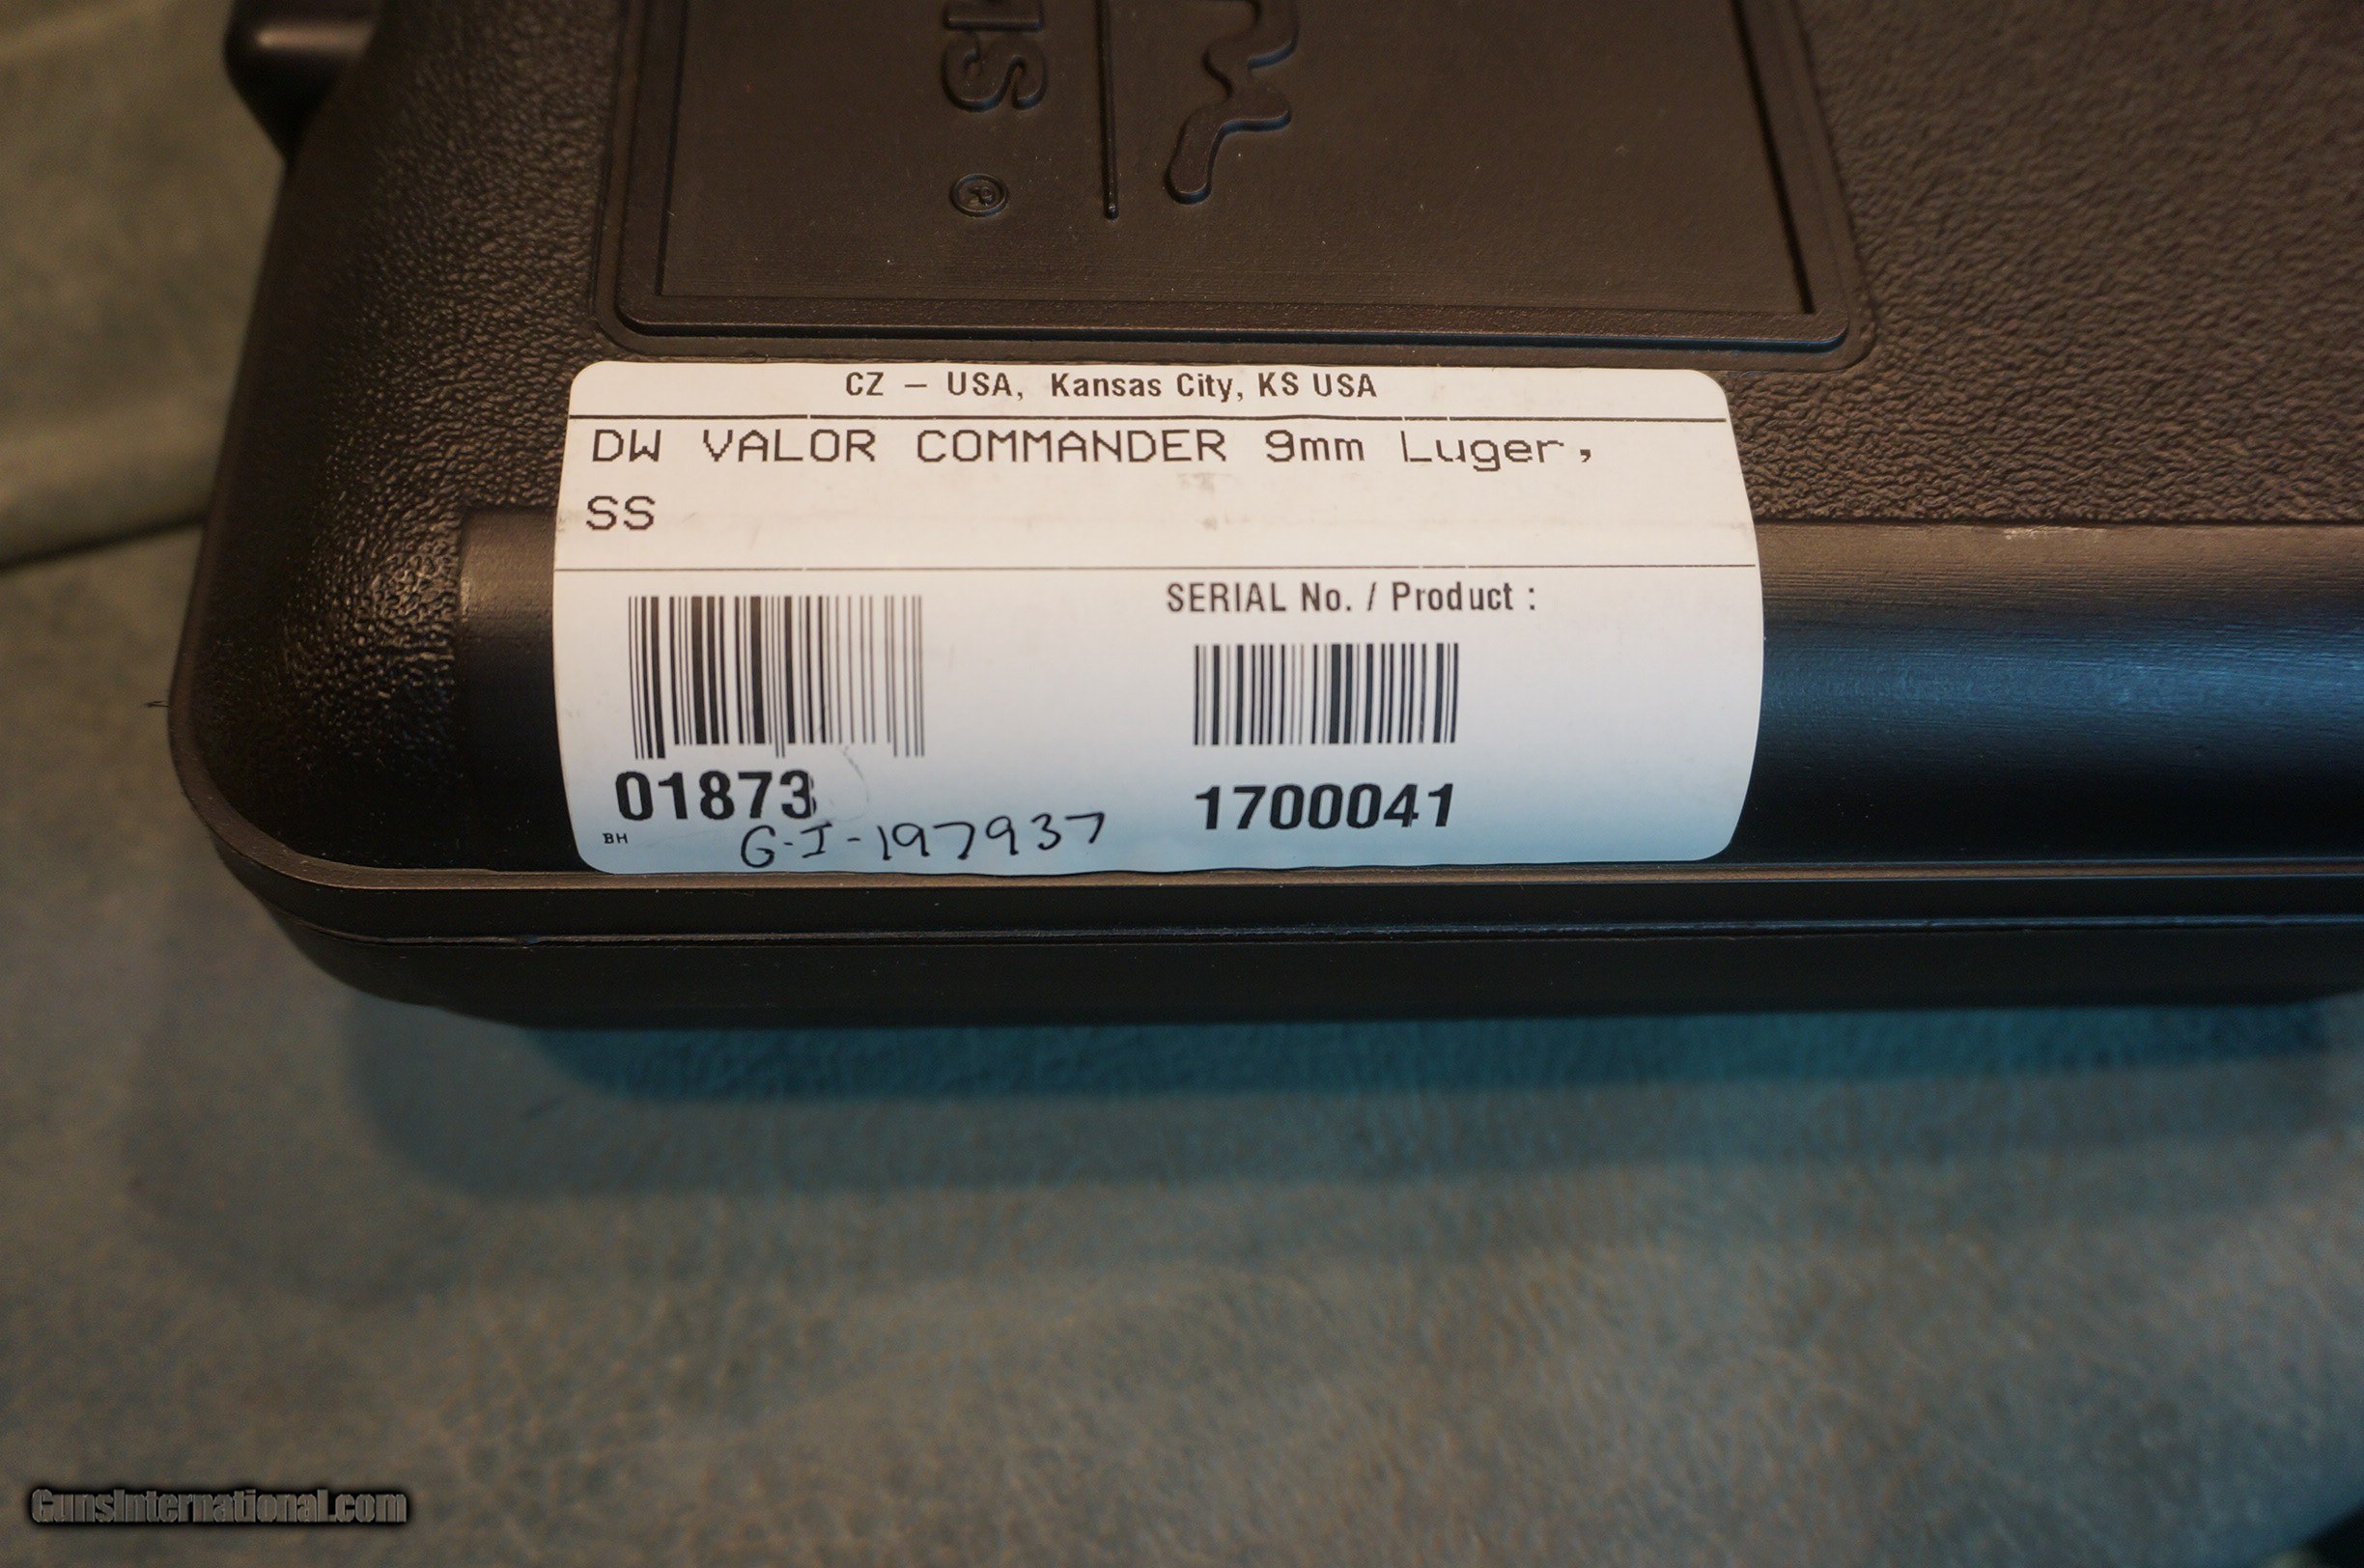 CZ – USA, Kansas City, KS USA
DW VALOR COMMANDER 9mm Luger,
SS
SERIAL No. / Product :
01873
1700041
BH
G-I-197937
GunsInternational.com